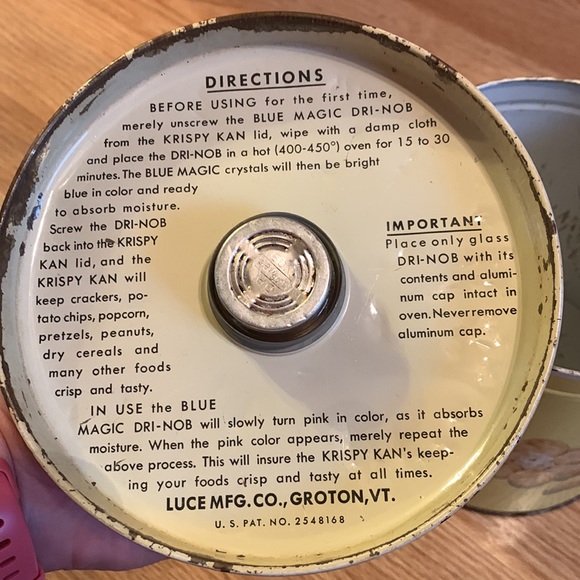 DIRECTIONS
BEFORE USING for the first time,
merely unscrew the BLUE MAGIC DRI-NOB
from the KRISPY KAN lid, wipe with a damp cloth
and place the DRI-NOB in a hot (400-450°) oven for 15 to 30
minutes. The BLUE MAGIC crystals will then be bright
blue in color and ready
to absorb moisture.
Screw the DRI-NOB
back into the KRISPY
KAN lid, and the
KRISPY KAN will
keep crackers, po-
tato chips, popcorn,
pretzels, peanuts,
dry cereals and
many other foods
crisp and tasty.
IMPORTANT
Place only glass
DRI-NOB with its
contents and alumi-
num cap intact in
oven. Never remove
aluminum cap.
IN USE the BLUE
MAGIC DRI-NOB will slowly turn pink in color, as it absorbs
moisture. When the pink color appears, merely repeat the
above process. This will insure the KRISPY KAN's keep-
ing your foods crisp and tasty at all times.
LUCE MFG. CO., GROTON, VT.
U. S. PAT. NO. 2548168